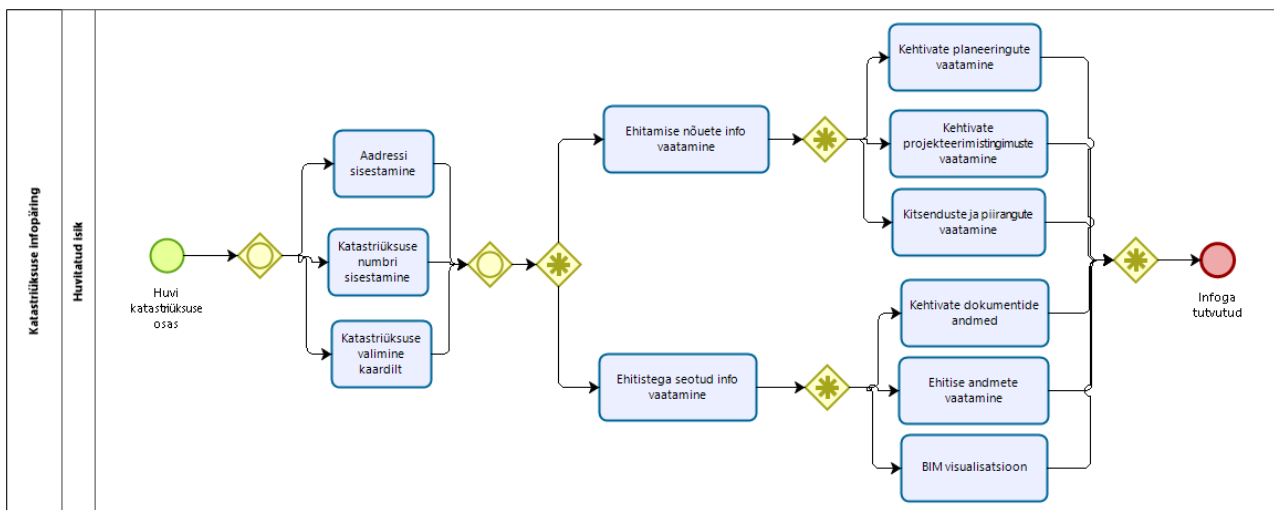 Katastriüksuse infopäring
Huvitatud isik
Huvi
katastriüksuse
osas
Aadressi
sisestamine
Katastriüksuse
numbri
sisestamine
Katastriüksuse
valimine
kaardilt
Ehitamise nõuete info
vaatamine
Ehitistega seotud info
vaatamine
Kehtivate planeeringute
vaatamine
Kehtivate
projekteerimistingimuste
vaatamine
Kitsenduste ja piirangute
vaatamine
Kehtivate dokumentide
andmed
Ehitise andmete
vaatamine
BIM visualisatsioon
Infoga
tutvutud